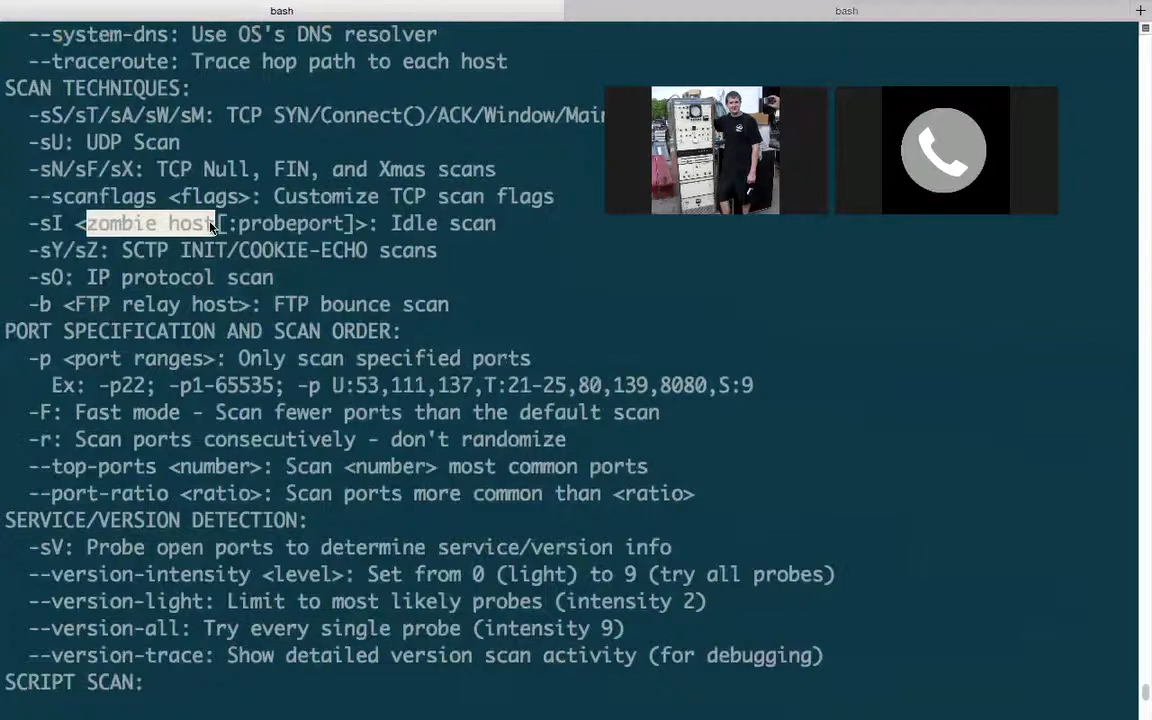 bash
bash
+
--system-dns: Use OS's DNS resolver
--traceroute: Trace hop path to each host
SCAN TECHNIQUES:
-sS/sT/sA/sW/sM: TCP SYN/Connect()/ACK/Window/Mai
-sU: UDP Scan
-sN/sF/sX: TCP Null, FIN, and Xmas scans
--scanflags <flags>: Customize TCP scan flags
-sI <zombie host[:probeport]>: Idle scan
-sY/sZ: SCTP INIT/COOKIE-ECHO scans
-sO: IP protocol scan
-b <FTP relay host>: FTP bounce scan
PORT SPECIFICATION AND SCAN ORDER:
-p <port ranges>: Only scan specified ports
Ex: -p22; -p1-65535; -p U:53,111,137,T:21-25,80,139,8080,S:9
-F: Fast mode - Scan fewer ports than the default scan
-r: Scan ports consecutively - don't randomize
--top-ports <number>: Scan <number> most common ports
--port-ratio <ratio>: Scan ports more common than <ratio>
SERVICE/VERSION DETECTION:
-sV: Probe open ports to determine service/version info
--version-intensity <level>: Set from 0 (light) to 9 (try all probes)
--version-light: Limit to most likely probes (intensity 2)
--version-all: Try every single probe (intensity 9)
--version-trace: Show detailed version scan activity (for debugging)
SCRIPT SCAN: